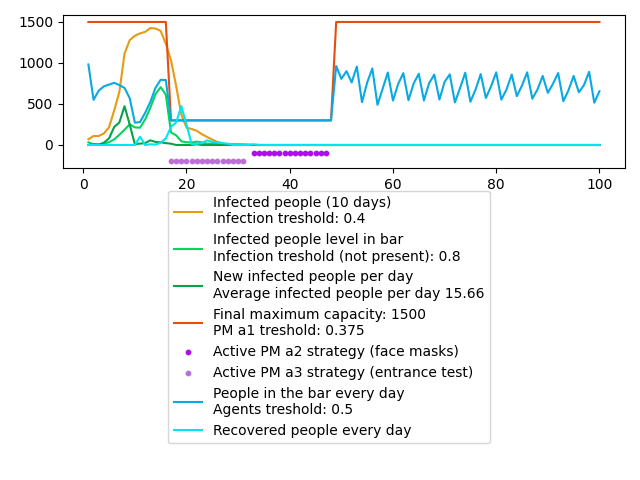 1500
1000
500
0
0 20 40 60 80 100
Infected people (10 days)
Infection treshold: 0.4
Infected people level in bar
Infection treshold (not present): 0.8
New infected people per day
Average infected people per day 15.66
Final maximum capacity: 1500
PM a1 treshold: 0.375
Active PM a2 strategy (face masks)
Active PM a3 strategy (entrance test)
People in the bar every day
Agents treshold: 0.5
Recovered people every day